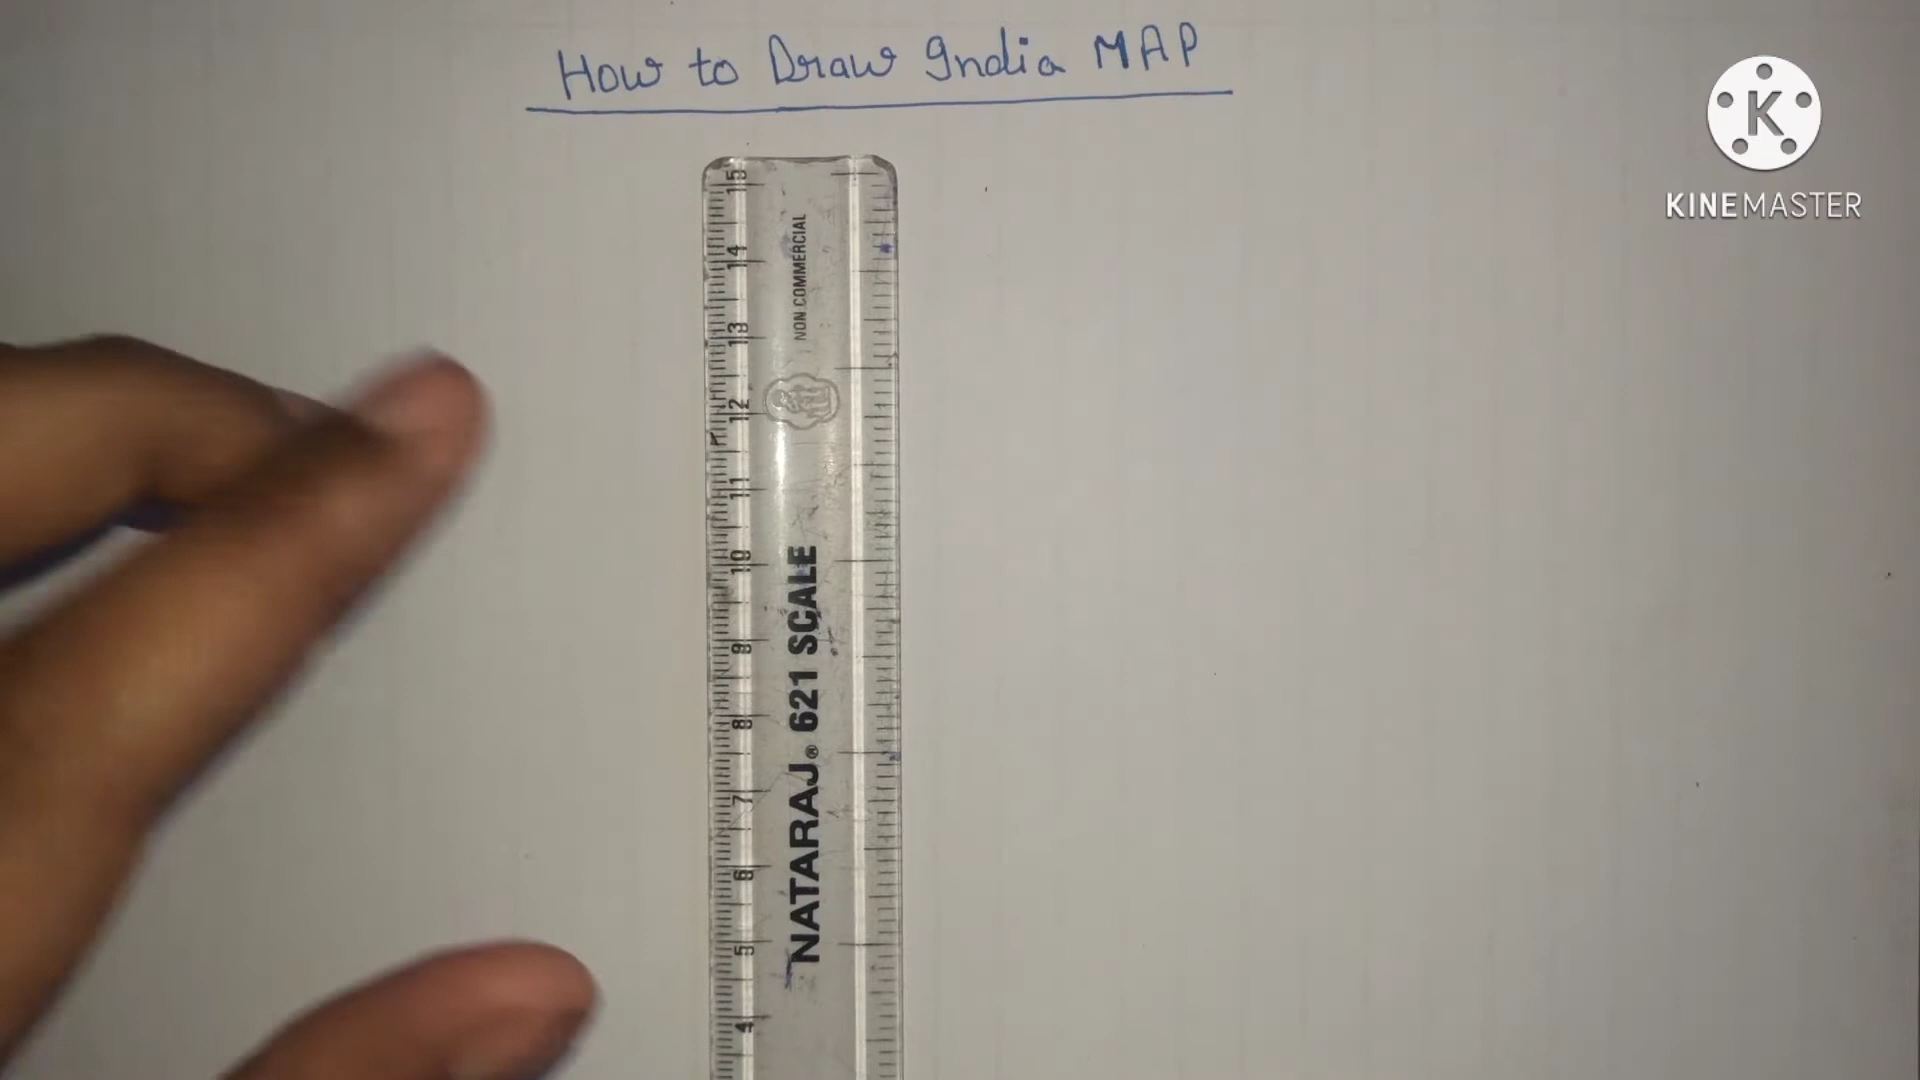 How to Draw India MAP
K
KINEMASTER
15
14
13
12
11
10
9
8
7
6
5
4
NON COMMERCIAL
NATARAJ® 621 SCALE